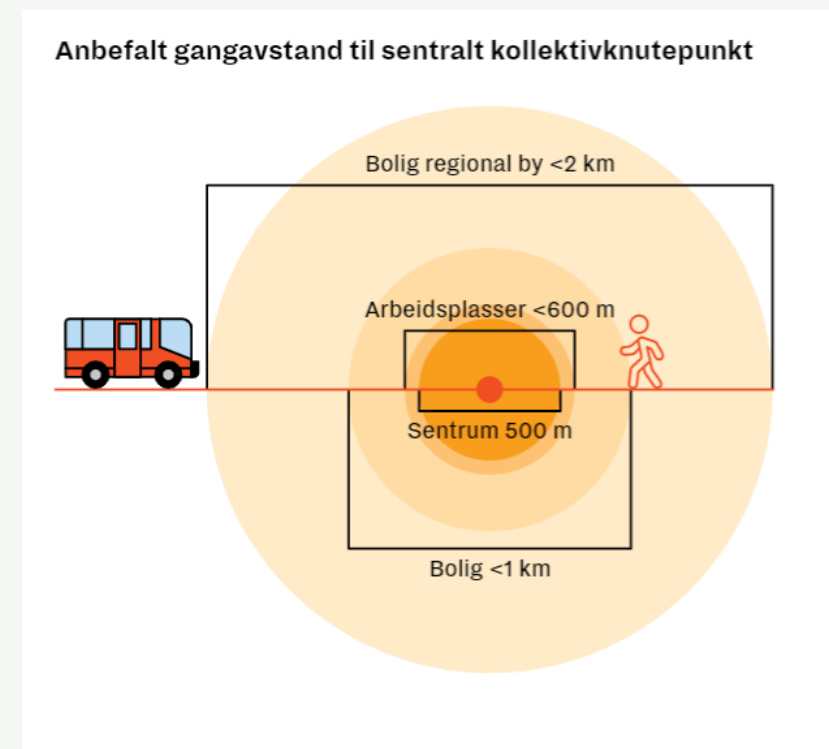 Anbefalt gangavstand til sentralt kollektivknutepunkt
Bolig regional by <2 km
Arbeidsplasser <600 m
Sentrum 500 m
Bolig <1 km